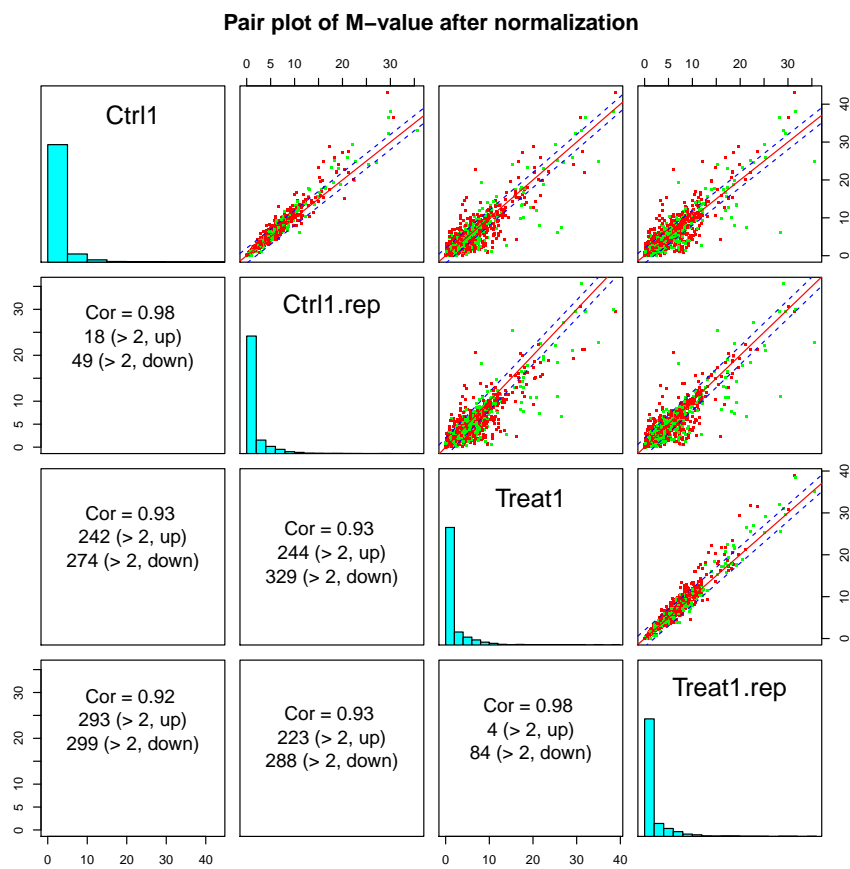 Pair plot of M−value after normalization
0 5 10 20 30
0 5 10 20 30
Ctrl1
0 10 20 30 40
0 5 10 20 30
Cor = 0.98
18 (> 2, up)
49 (> 2, down)
Ctrl1.rep
Cor = 0.93
242 (> 2, up)
274 (> 2, down)
Cor = 0.93
244 (> 2, up)
329 (> 2, down)
Treat1
0 10 20 30 40
0 5 10 20 30
Cor = 0.92
293 (> 2, up)
299 (> 2, down)
Cor = 0.93
223 (> 2, up)
288 (> 2, down)
Cor = 0.98
4 (> 2, up)
84 (> 2, down)
Treat1.rep
0 10 20 30 40
0 10 20 30 40